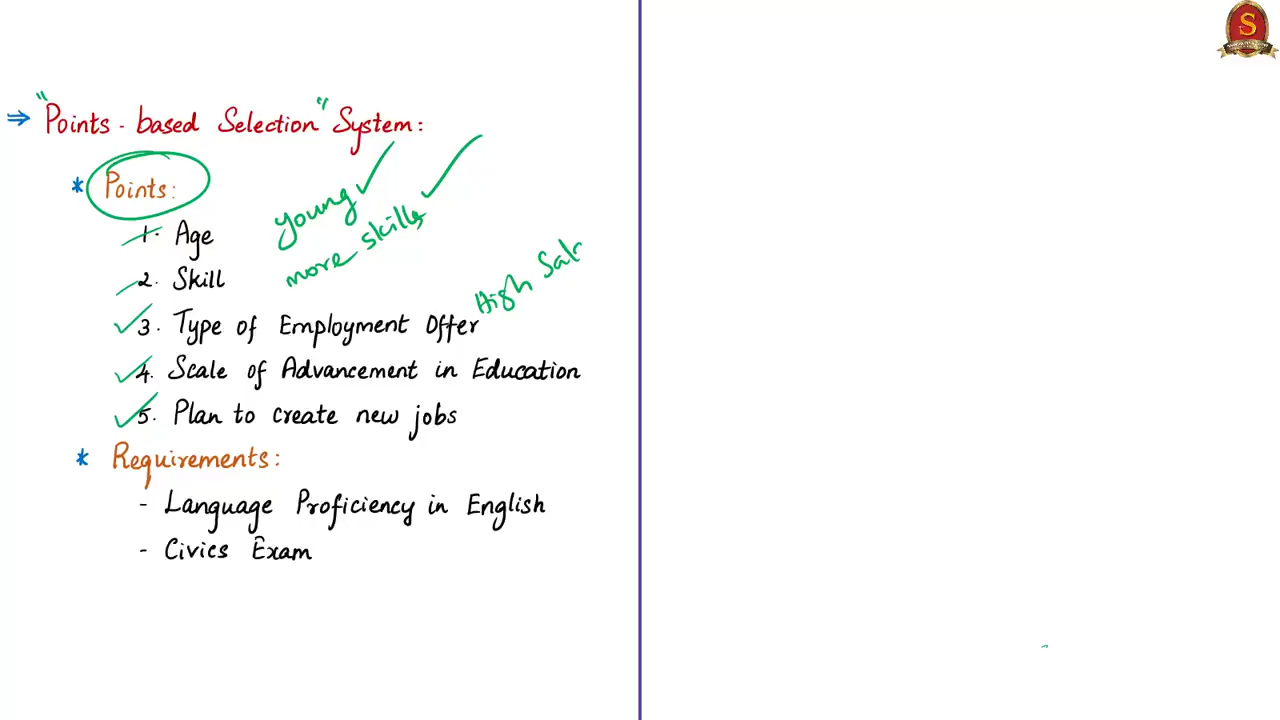 ⇒ "Points - based Selection" System:
* Points:
young
more skills
1. Age
2. Skill
High
3. Type of Employment Offer
4. Scale of Advancement in Education
5. Plan to create new jobs
* Requirements:
- Language Proficiency in English
- Civics Exam
S